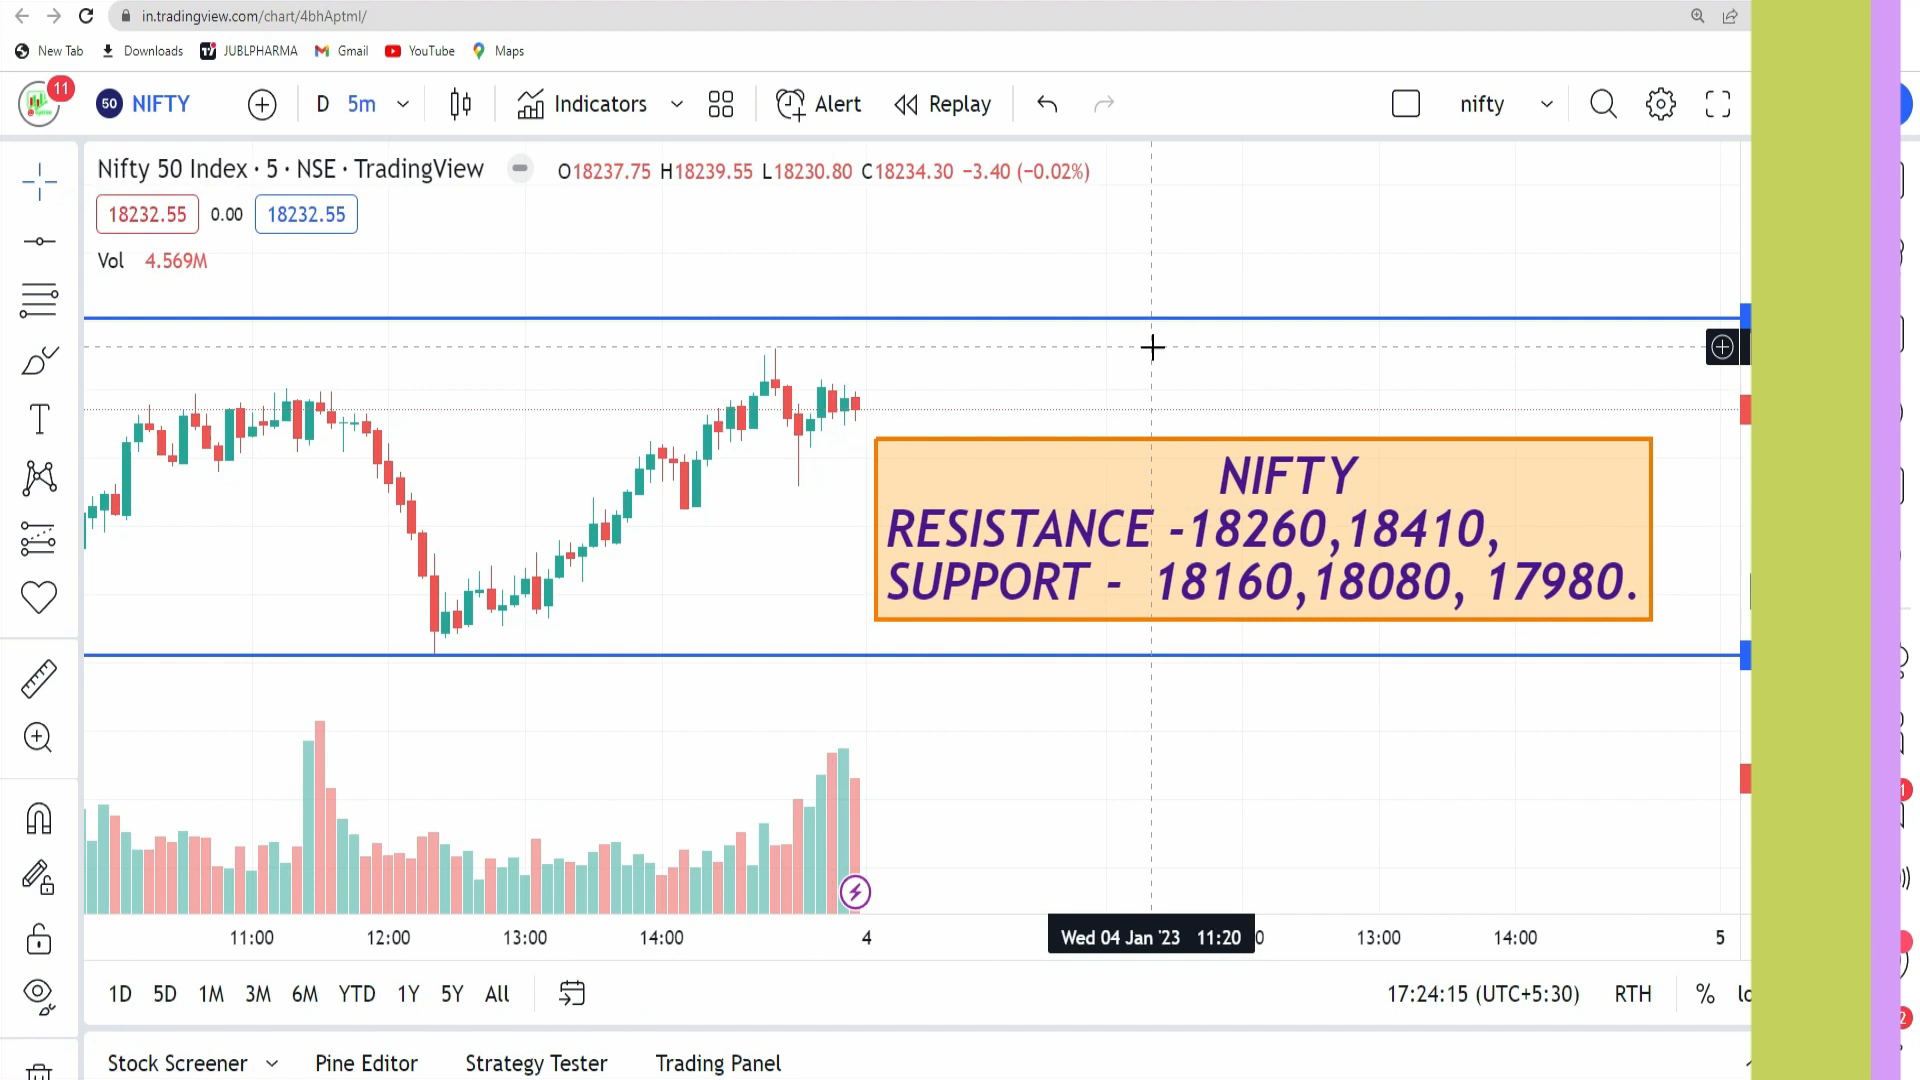 in.tradingview.com/chart/4bhAptml/
New Tab Downloads JUBLPHARMA Gmail YouTube Maps
11 50 NIFTY D 5m Indicators Alert Replay nifty
Nifty 50 Index · 5 · NSE · TradingView O18237.75 H18239.55 L18230.80 C18234.30 −3.40 (−0.02%)
18232.55 0.00 18232.55
Vol 4.569M
NIFTY
RESISTANCE -18260,18410,
SUPPORT - 18160,18080, 17980.
11:00 12:00 13:00 14:00 4 Wed 04 Jan '23 11:20 13:00 14:00 5
1D 5D 1M 3M 6M YTD 1Y 5Y All 17:24:15 (UTC+5:30) RTH %
Stock Screener Pine Editor Strategy Tester Trading Panel